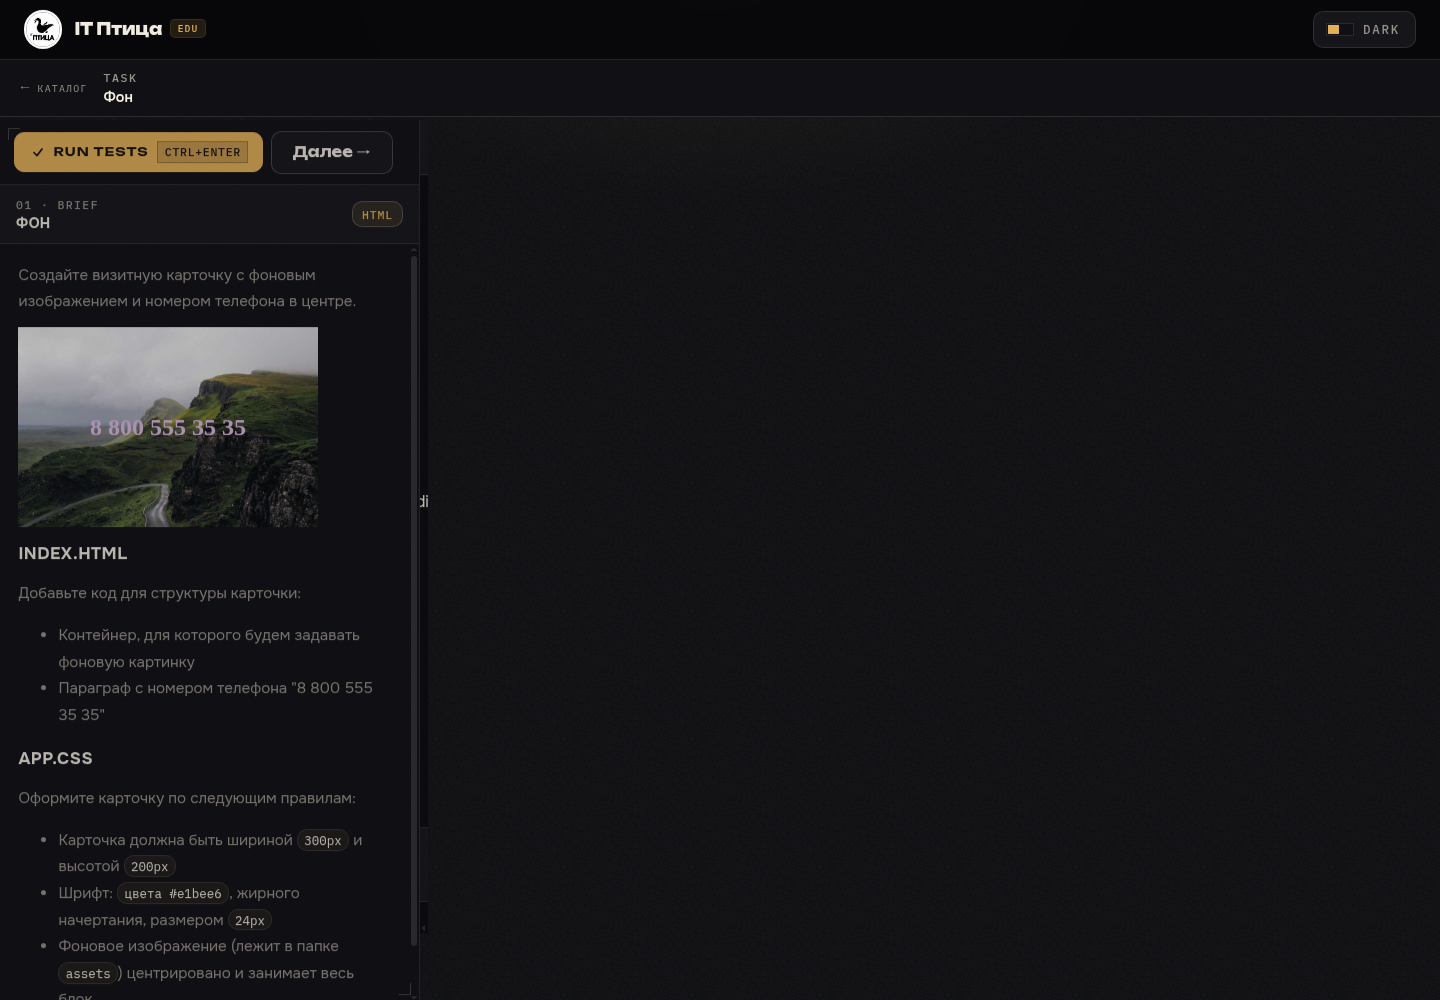 ПТИЦА
IT Птица EDU
DARK
← КАТАЛОГ
TASK
Фон
RUN TESTS CTRL+ENTER
Далее→
01 · BRIEF
ФОН
HTML
Создайте визитную карточку с фоновым
изображением и номером телефона в центре.
8 800 555 35 35
INDEX.HTML
Добавьте код для структуры карточки:
• Контейнер, для которого будем задавать
фоновую картинку
• Параграф с номером телефона "8 800 555
35 35"
APP.CSS
Оформите карточку по следующим правилам:
• Карточка должна быть шириной 300px и
высотой 200px
• Шрифт: цвета #e1bee6, жирного
начертания, размером 24px
• Фоновое изображение (лежит в папке
assets) центрировано и занимает весь
блок